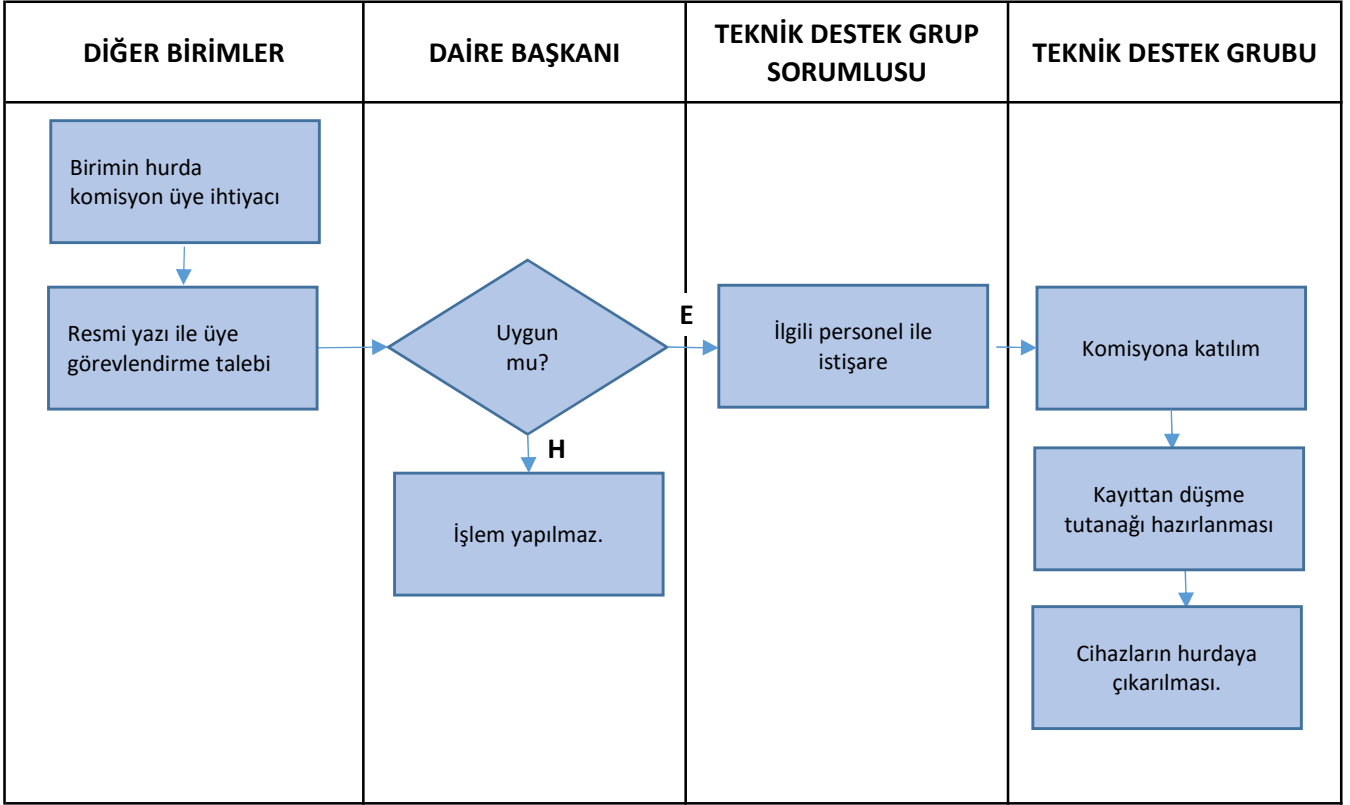 DİĞER BİRİMLER
DAİRE BAŞKANI
TEKNİK DESTEK GRUP
SORUMLUSU
TEKNİK DESTEK GRUBU
Birimin hurda
komisyon üye ihtiyacı
Resmi yazı ile üye
görevlendirme talebi
Uygun
mu?
E
H
İşlem yapılmaz.
İlgili personel ile
istişare
Komisyona katılım
Kayıttan düşme
tutanağı hazırlanması
Cihazların hurdaya
çıkarılması.